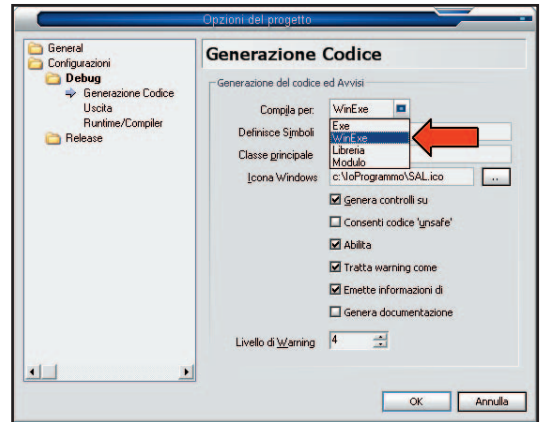 Opzioni del progetto
General
Configurazioni
Debug
Generazione Codice
Uscita
Runtime/Compiler
Release
Generazione Codice
Generazione del codice ed Avvisi
Compila per: WinExe
Exe
WinExe
Libreria
Modulo
Definisce Simboli
Classe principale
Icona Windows c:\IoProgrammo\SAL.ico ..
Genera controlli su
Consenti codice 'unsafe'
Abilita
Tratta warning come
Emette informazioni di
Genera documentazione
Livello di Warning 4
OK Annulla